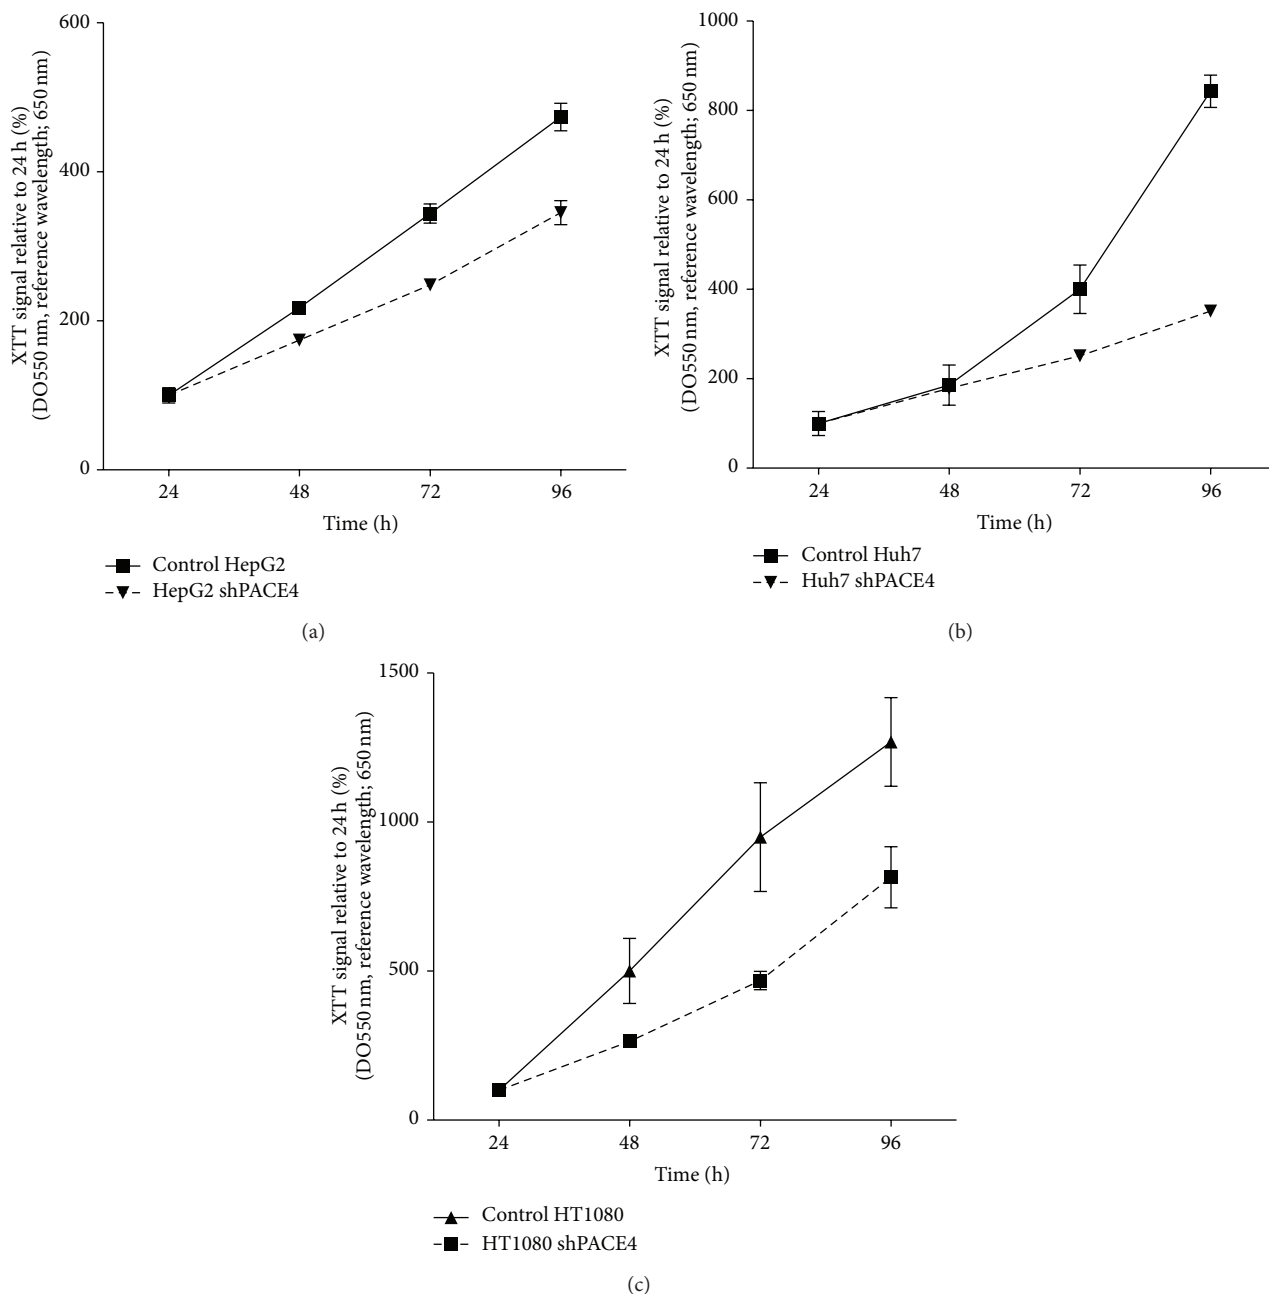 XTT signal relative to 24 h (%)
(DO550 nm, reference wavelength; 650 nm)
600
400
200
0
24 48 72 96
Time (h)
Control HepG2
HepG2 shPACE4
(a)
XTT signal relative to 24 h (%)
(DO550 nm, reference wavelength; 650 nm)
1000
800
600
400
200
0
24 48 72 96
Time (h)
Control Huh7
Huh7 shPACE4
(b)
XTT signal relative to 24 h (%)
(DO550 nm, reference wavelength; 650 nm)
1500
1000
500
0
24 48 72 96
Time (h)
Control HT1080
HT1080 shPACE4
(c)